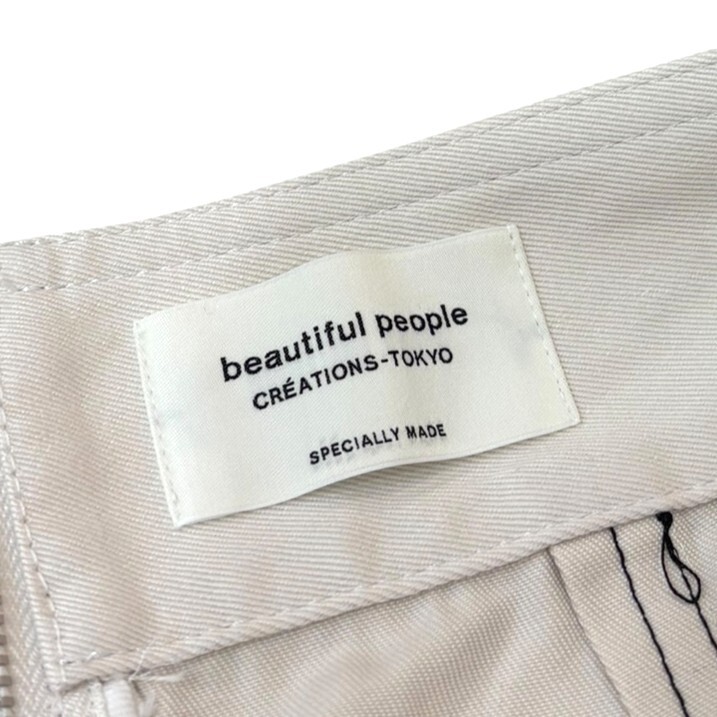 beautiful people
CRÉATIONS-TOKYO
SPECIALLY MADE